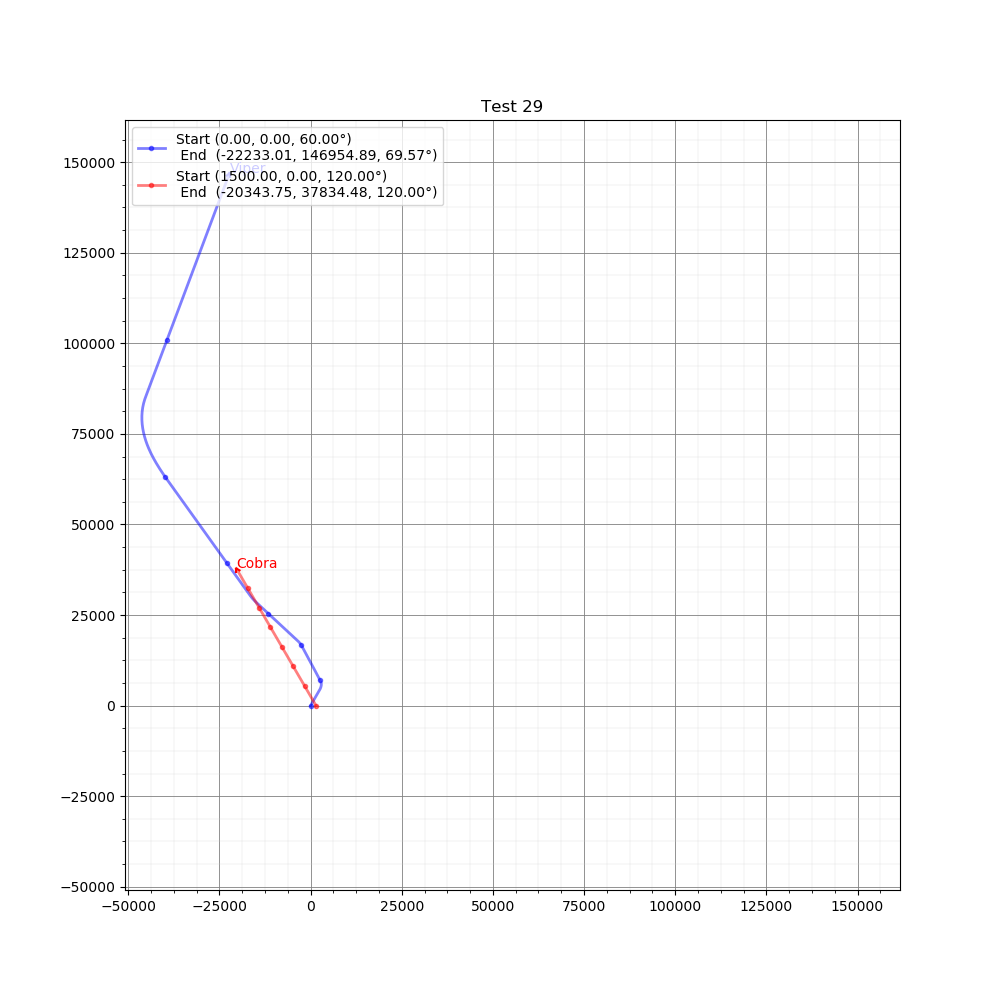 Test 29
Start (0.00, 0.00, 60.00°)
End (-22233.01, 146954.89, 69.57°)
Viper
Start (1500.00, 0.00, 120.00°)
End (-20343.75, 37834.48, 120.00°)
150000
125000
100000
75000
50000
Cobra
25000
0
−25000
−50000
−50000 −25000 0 25000 50000 75000 100000 125000 150000